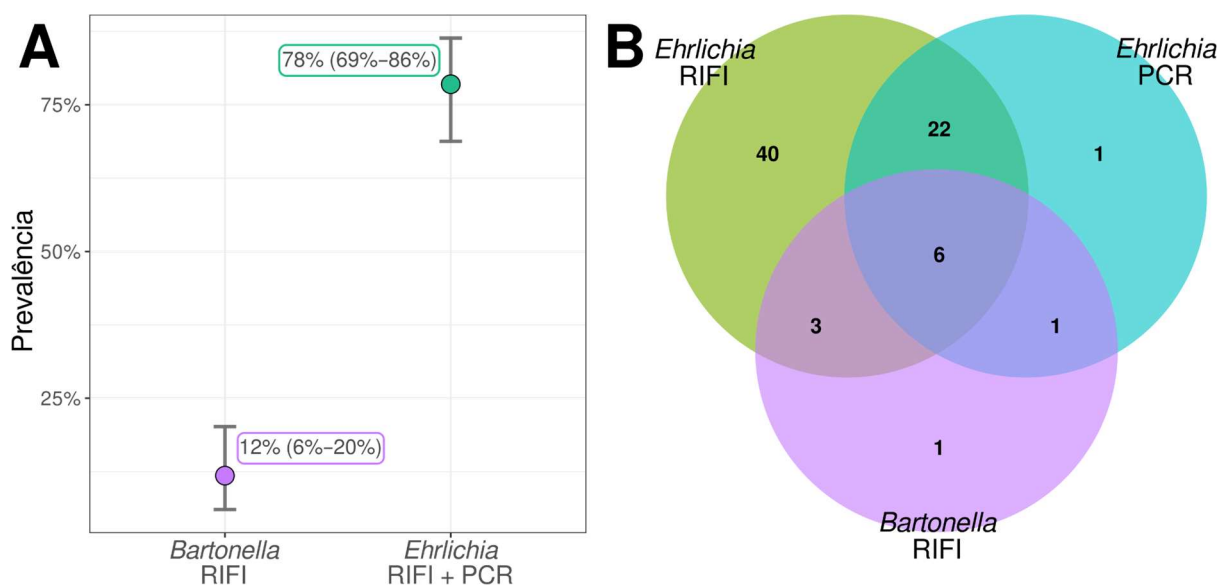 A
Prevalência
75%
50%
25%
78% (69%–86%)
12% (6%–20%)
Bartonella
RIFI
Ehrlichia
RIFI + PCR
B
Ehrlichia
RIFI
Ehrlichia
PCR
40
22
1
6
3
1
1
Bartonella
RIFI